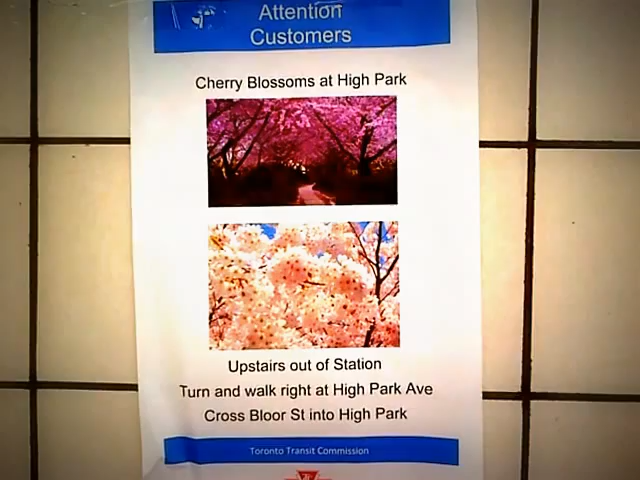 Attention
Customers
Cherry Blossoms at High Park
Upstairs out of Station
Turn and walk right at High Park Ave
Cross Bloor St into High Park
Toronto Transit Commission